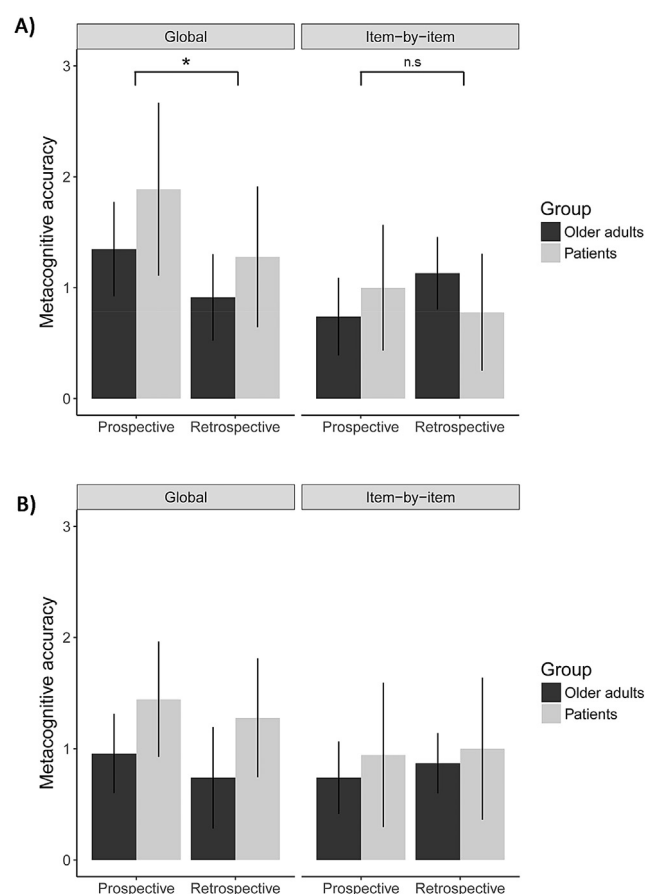 A)
Global
Item−by−item
3
*
n.s
2
1
0
Metacognitive accuracy
Prospective
Retrospective
Prospective
Retrospective
Group
Older adults
Patients
B)
Global
Item−by−item
3
2
1
0
Metacognitive accuracy
Prospective
Retrospective
Prospective
Retrospective
Group
Older adults
Patients